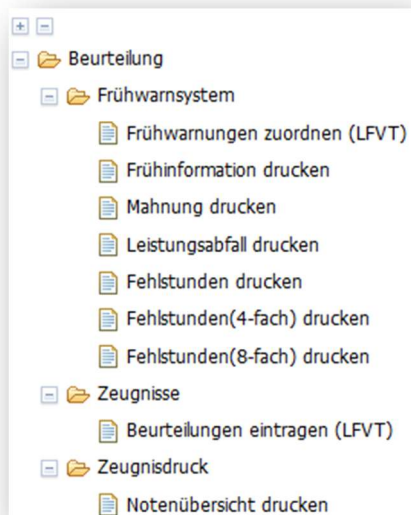 Beurteilung
Frühwarnsystem
Frühwarnungen zuordnen (LFVT)
Frühinformation drucken
Mahnung drucken
Leistungsabfall drucken
Fehlstunden drucken
Fehlstunden(4-fach) drucken
Fehlstunden(8-fach) drucken
Zeugnisse
Beurteilungen eintragen (LFVT)
Zeugnisdruck
Notenübersicht drucken